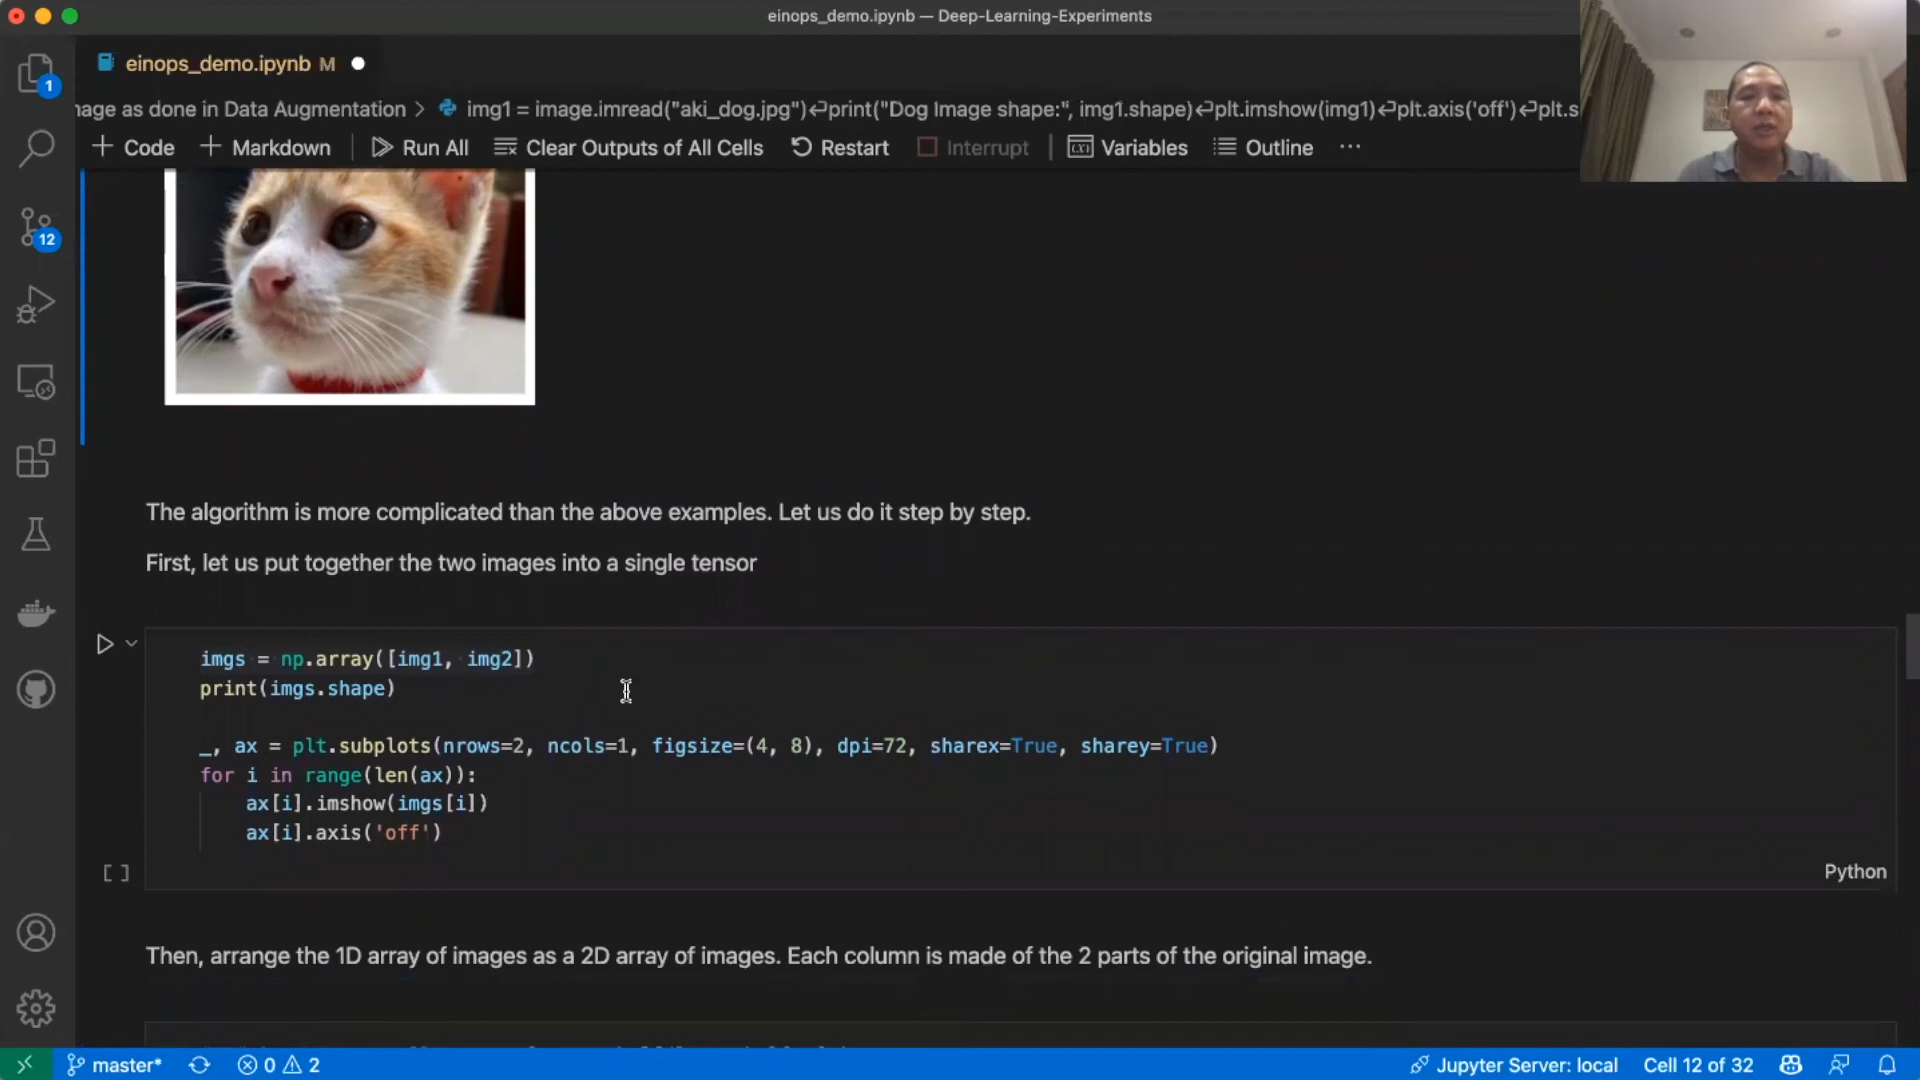 einops_demo.ipynb — Deep-Learning-Experiments
einops_demo.ipynb M
1
nage as done in Data Augmentation > img1 = image.imread("aki_dog.jpg")↩print("Dog Image shape:", img1.shape)↩plt.imshow(img1)↩plt.axis('off')↩plt.s
+ Code + Markdown Run All Clear Outputs of All Cells Restart Interrupt Variables Outline ...
12
The algorithm is more complicated than the above examples. Let us do it step by step.
First, let us put together the two images into a single tensor
imgs = np.array([img1, img2])
print(imgs.shape)
_, ax = plt.subplots(nrows=2, ncols=1, figsize=(4, 8), dpi=72, sharex=True, sharey=True)
for i in range(len(ax)):
ax[i].imshow(imgs[i])
ax[i].axis('off')
[ ]
Python
Then, arrange the 1D array of images as a 2D array of images. Each column is made of the 2 parts of the original image.
master* 0 2 Jupyter Server: local Cell 12 of 32